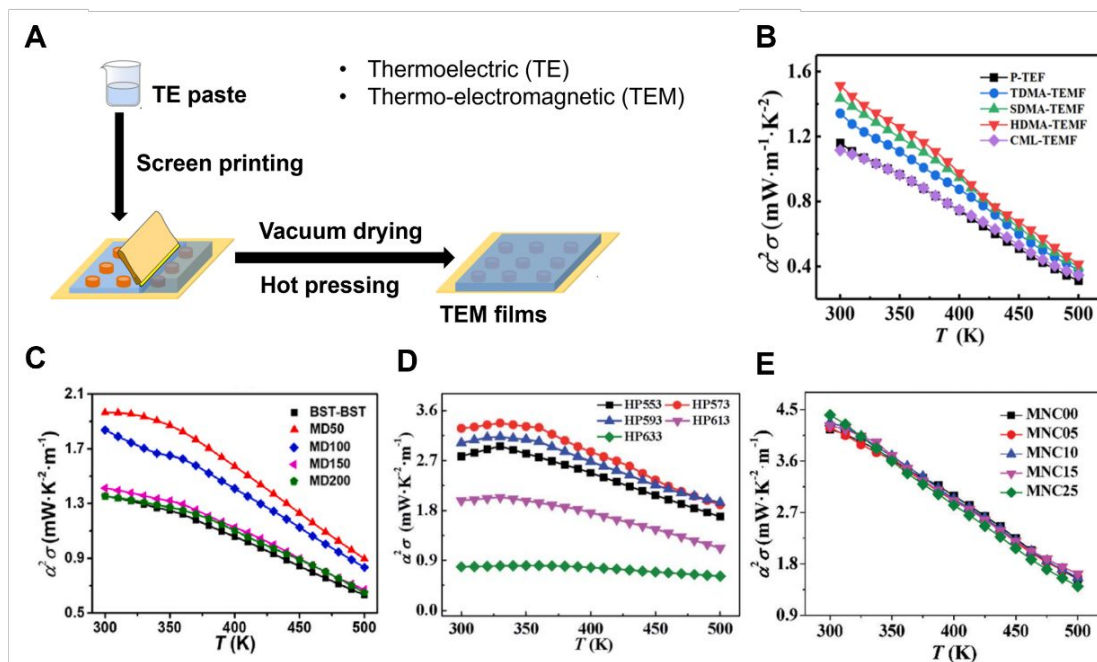 A
TE paste
• Thermoelectric (TE)
• Thermo-electromagnetic (TEM)
Screen printing
Vacuum drying
Hot pressing
TEM films
B
α²σ (mW·m⁻¹·K⁻²)
1.6
1.2
0.8
0.4
P-TEF
TDMA-TEMF
SDMA-TEMF
HDMA-TEMF
CML-TEMF
300 350 400 450 500
T (K)
C
α²σ (mW·K⁻²·m⁻¹)
2.1
1.7
1.3
0.9
0.5
BST-BST
MD50
MD100
MD150
MD200
300 350 400 450 500
T (K)
D
α²σ (mW·K⁻²·m⁻¹)
3.6
2.7
1.8
0.9
0.0
HP553 HP573
HP593 HP613
HP633
300 350 400 450 500
T (K)
E
α²σ (mW·K⁻²·m⁻¹)
4.5
3.6
2.7
1.8
0.9
MNC00
MNC05
MNC10
MNC15
MNC25
300 350 400 450 500
T (K)